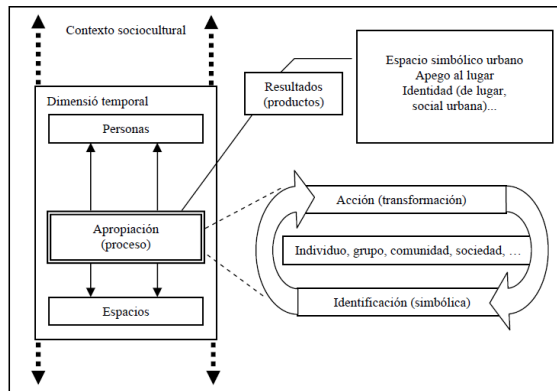 Contexto sociocultural
Dimensió temporal
Personas
Apropiación
(proceso)
Espacios
Resultados
(productos)
Espacio simbólico urbano
Apego al lugar
Identidad (de lugar,
social urbana)...
Acción (transformación)
Individuo, grupo, comunidad, sociedad, …
Identificación (simbólica)